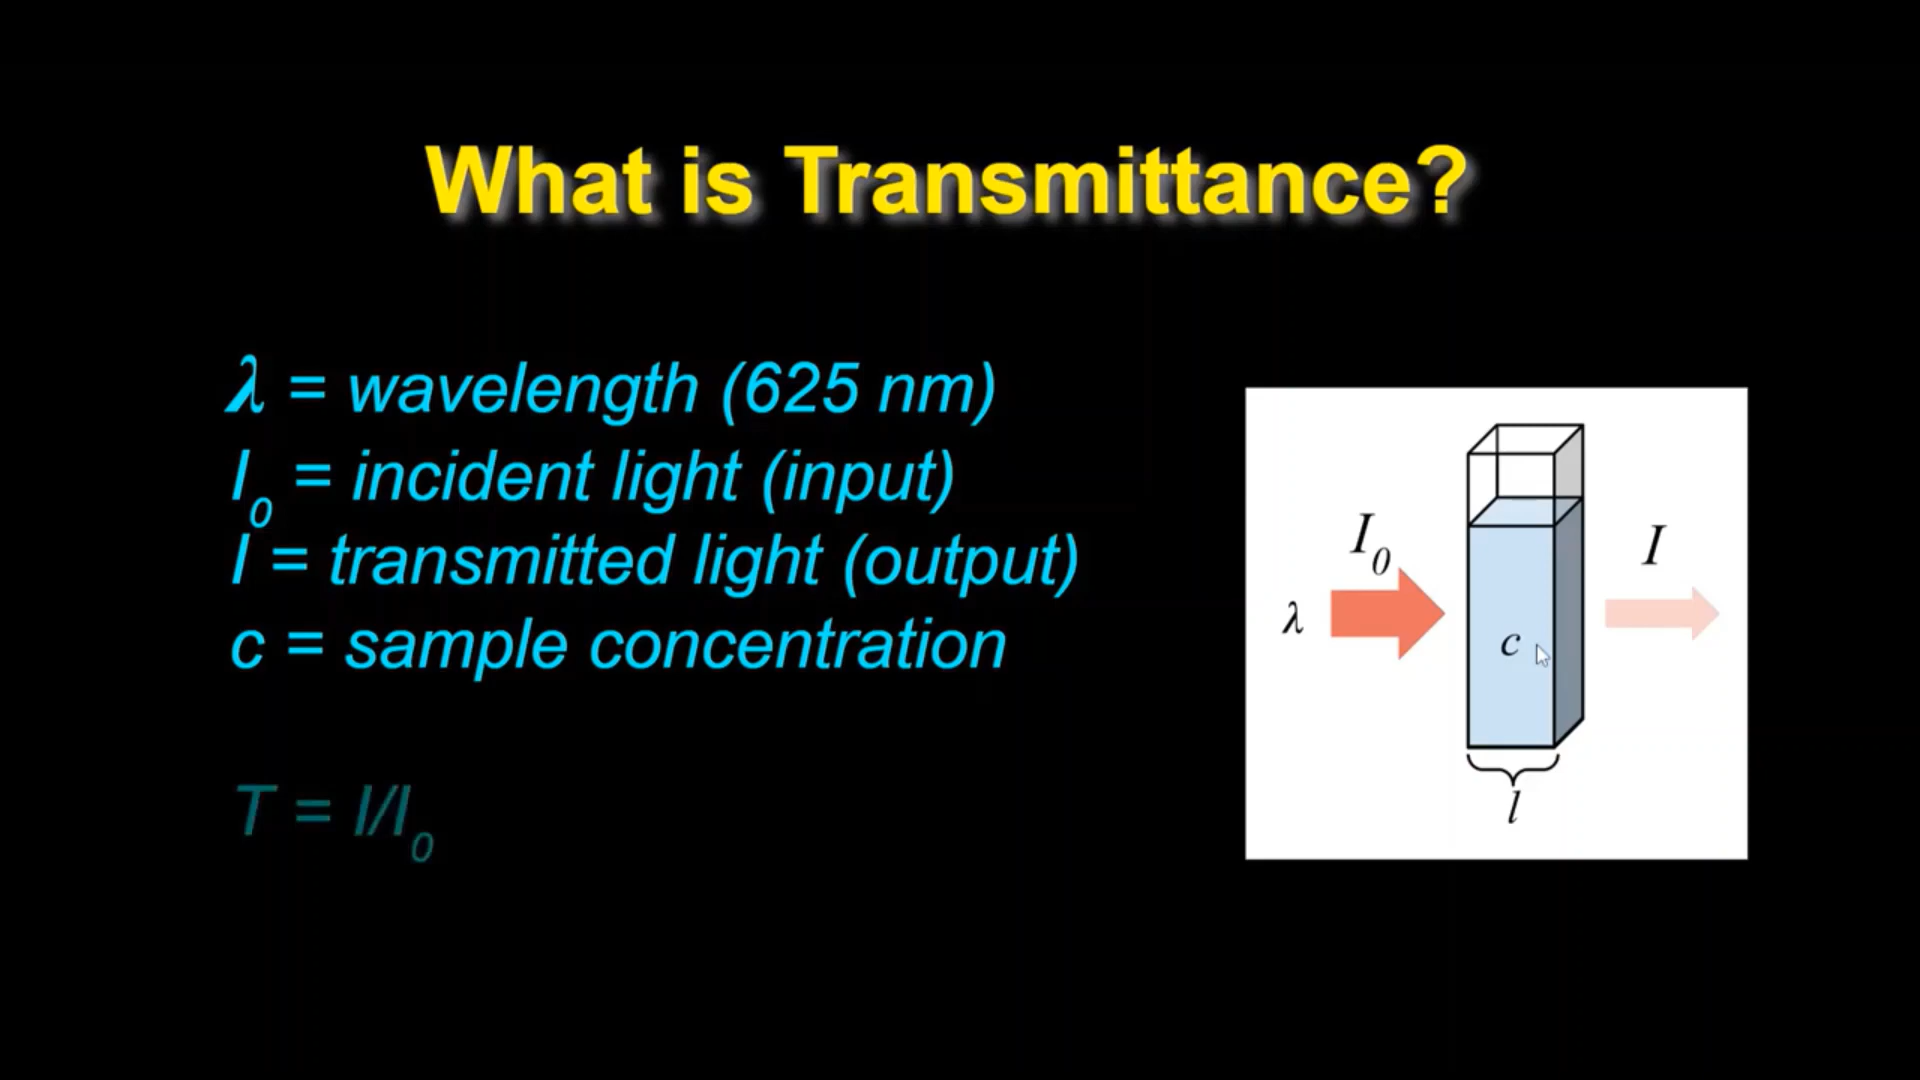 What is Transmittance?
λ = wavelength (625 nm)
I₀ = incident light (input)
I = transmitted light (output)
c = sample concentration
T = I/I₀
I₀
I
λ
c
l